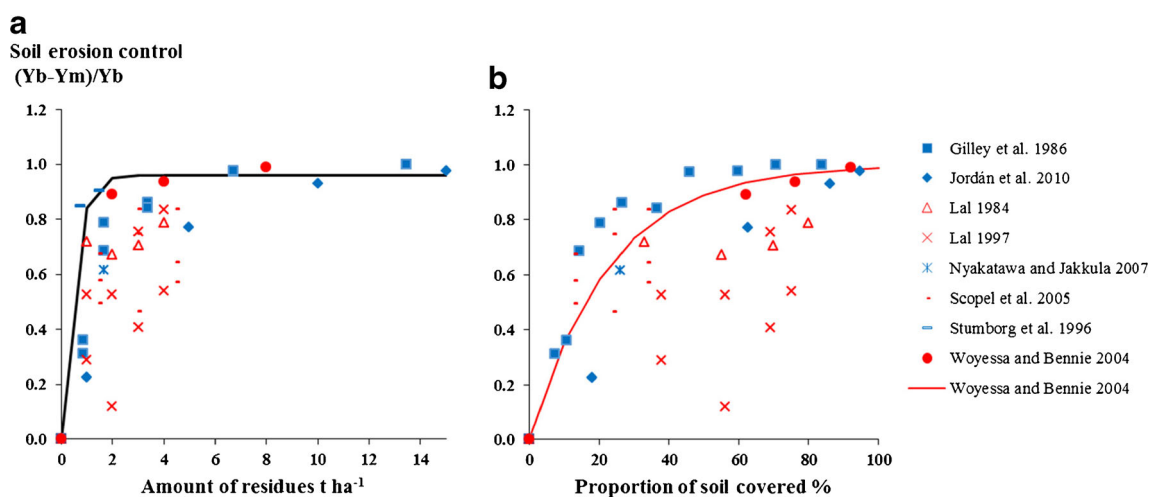 a
Soil erosion control
(Yb-Ym)/Yb
b
1.2
1.0
0.8
0.6
0.4
0.2
0.0
0 2 4 6 8 10 12 14
Amount of residues t ha⁻¹
1.2
1.0
0.8
0.6
0.4
0.2
0.0
0 20 40 60 80 100
Proportion of soil covered %
Gilley et al. 1986
Jordán et al. 2010
Lal 1984
Lal 1997
Nyakatawa and Jakkula 2007
Scopel et al. 2005
Stumborg et al. 1996
Woyessa and Bennie 2004
Woyessa and Bennie 2004